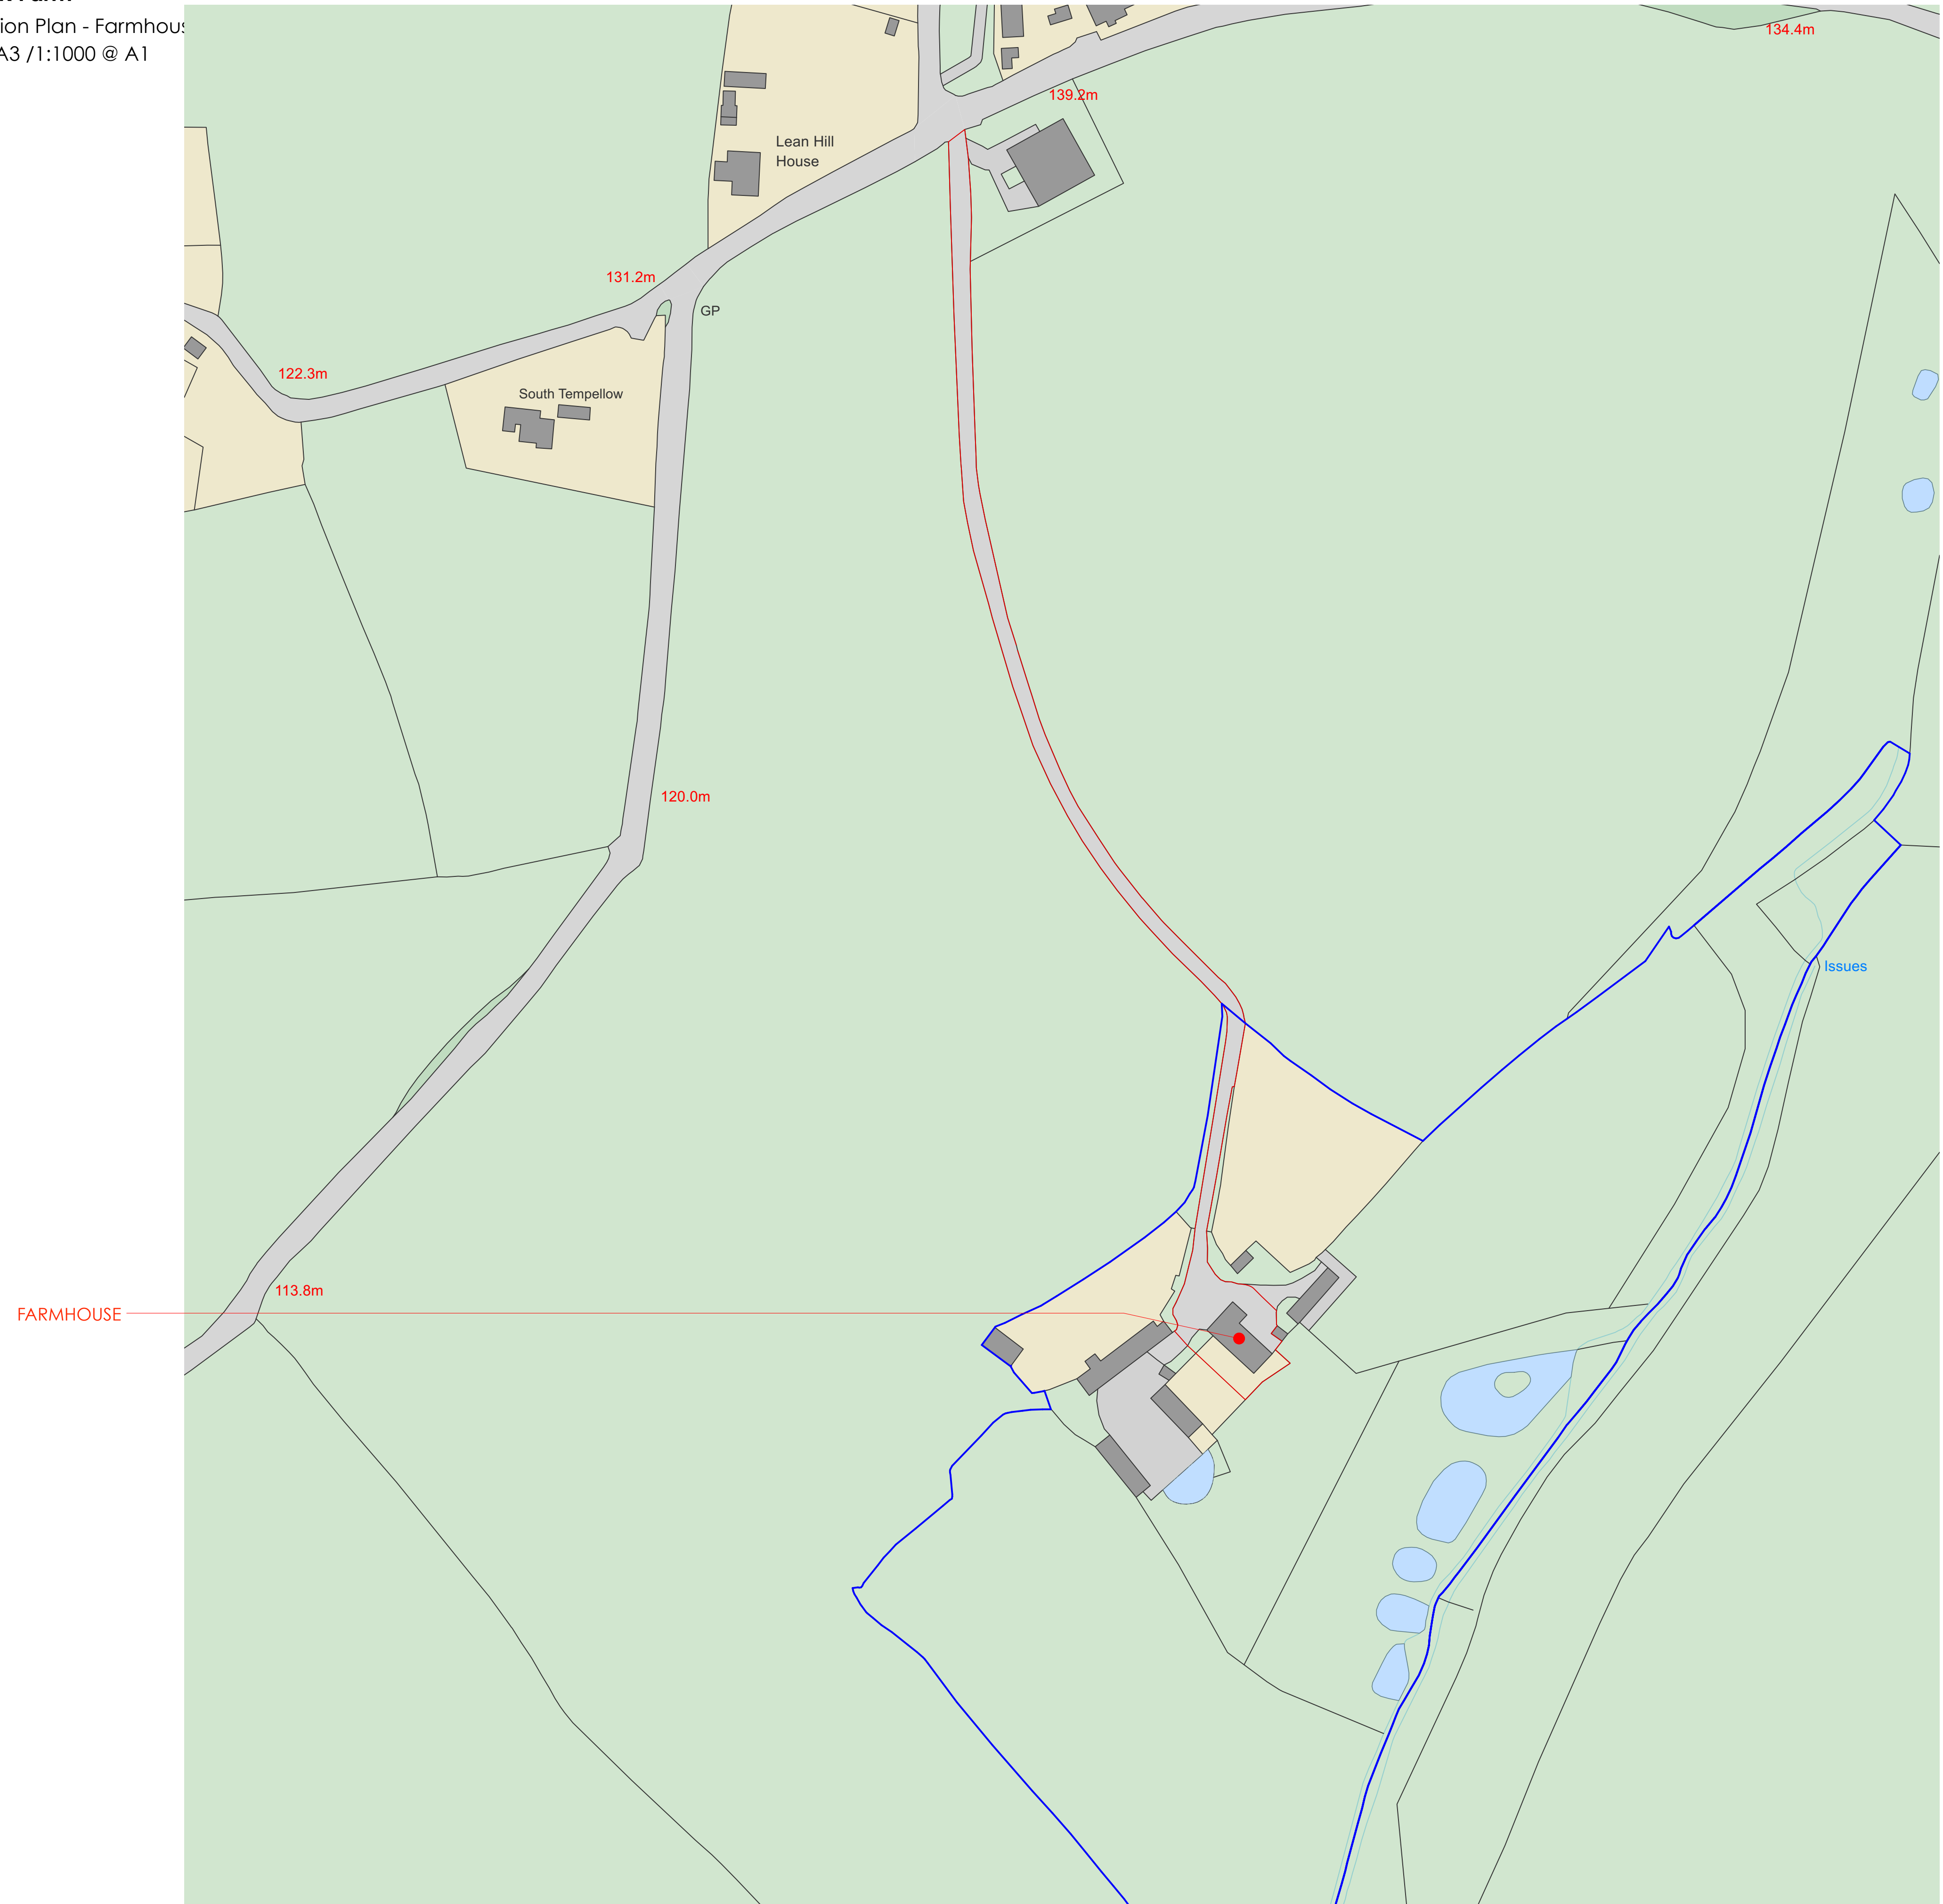 ion Plan - Farmhous
A3 /1:1000 @ A1
134.4m
139.2m
Lean Hill
House
131.2m
GP
122.3m
South Tempellow
120.0m
Issues
113.8m
FARMHOUSE